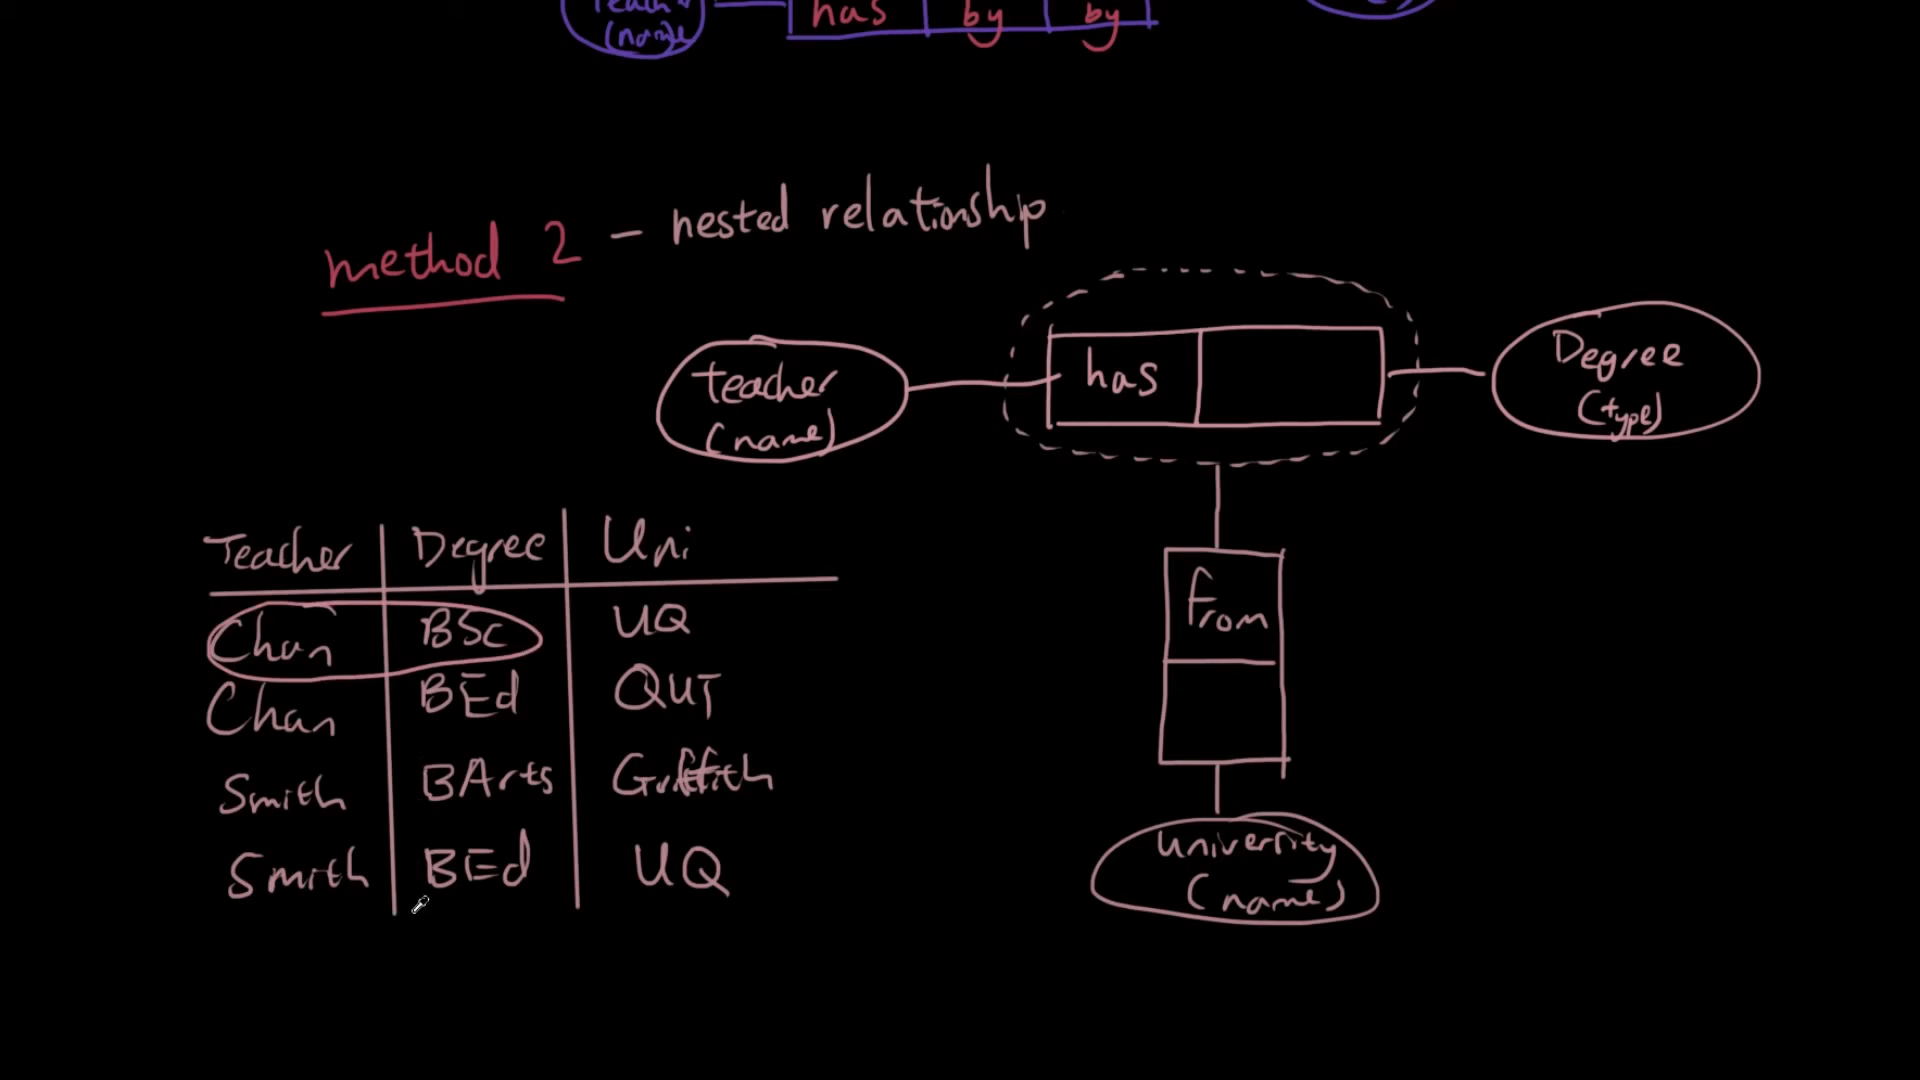 has by by
(name)
method 2 - nested relationship
teacher
(name)
has
Degree
(type)
Teacher Degree Uni
Chan BSc UQ
Chan BEd QUT
Smith BArts Griffith
Smith BEd UQ
From
university
(name)